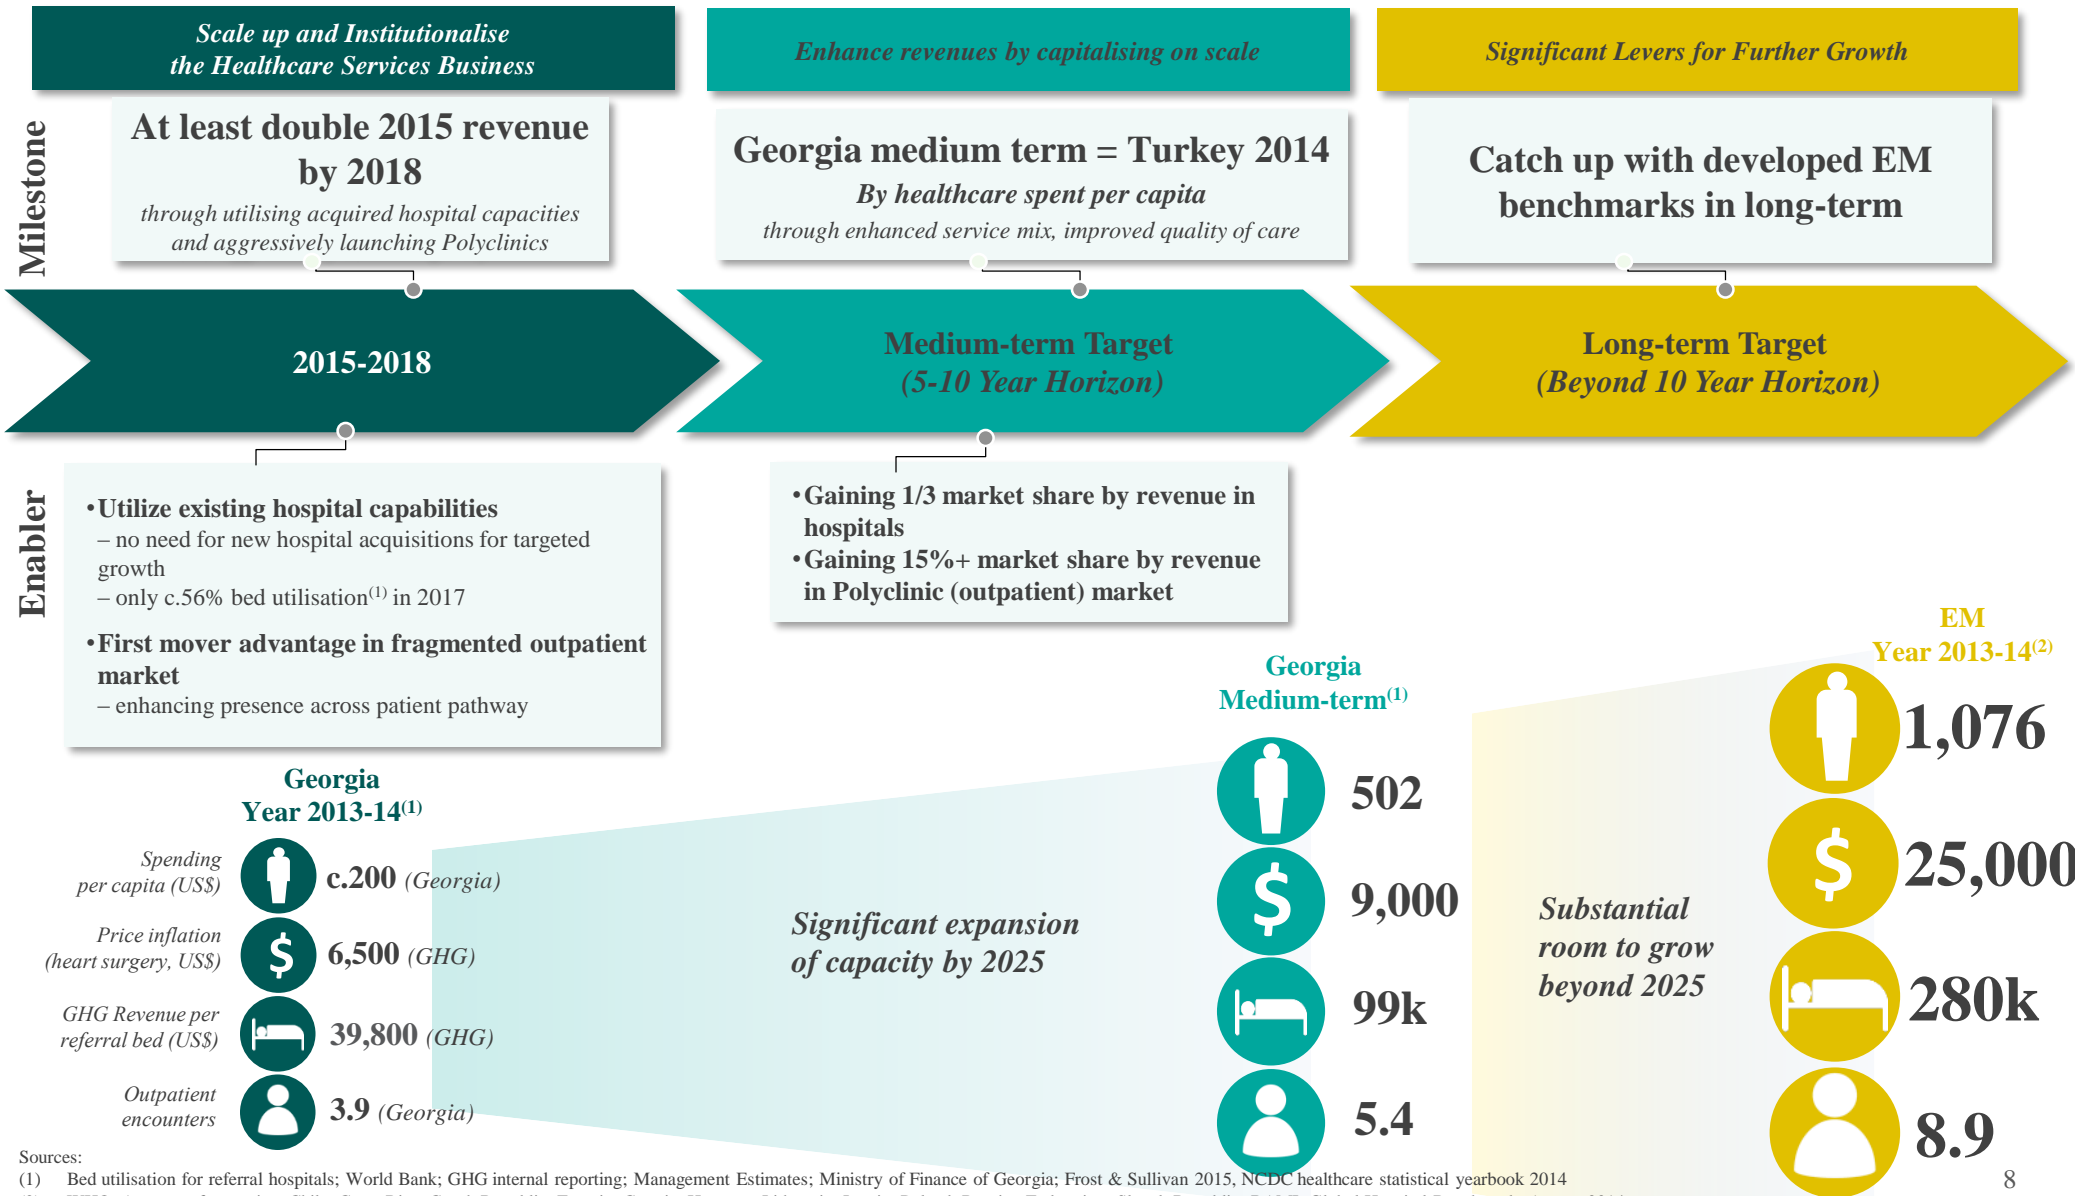 Scale up and Institutionalise
the Healthcare Services Business
Enhance revenues by capitalising on scale
Significant Levers for Further Growth
Milestone
At least double 2015 revenue
by 2018
through utilising acquired hospital capacities
and aggressively launching Polyclinics
Georgia medium term = Turkey 2014
By healthcare spent per capita
through enhanced service mix, improved quality of care
Catch up with developed EM
benchmarks in long-term
2015-2018
Medium-term Target
(5-10 Year Horizon)
Long-term Target
(Beyond 10 Year Horizon)
Enabler
•Utilize existing hospital capabilities
– no need for new hospital acquisitions for targeted
growth
– only c.56% bed utilisation(1) in 2017
•First mover advantage in fragmented outpatient
market
– enhancing presence across patient pathway
•Gaining 1/3 market share by revenue in
hospitals
•Gaining 15%+ market share by revenue
in Polyclinic (outpatient) market
Georgia
Year 2013-14(1)
Spending
per capita (US$)
c.200 (Georgia)
Price inflation
(heart surgery, US$)
$
6,500 (GHG)
GHG Revenue per
referral bed (US$)
39,800 (GHG)
Outpatient
encounters
3.9 (Georgia)
Significant expansion
of capacity by 2025
Georgia
Medium-term(1)
502
$
9,000
99k
5.4
Substantial
room to grow
beyond 2025
EM
Year 2013-14(2)
1,076
$
25,000
280k
8.9
Sources:
(1) Bed utilisation for referral hospitals; World Bank; GHG internal reporting; Management Estimates; Ministry of Finance of Georgia; Frost & Sullivan 2015, NCDC healthcare statistical yearbook 2014
8